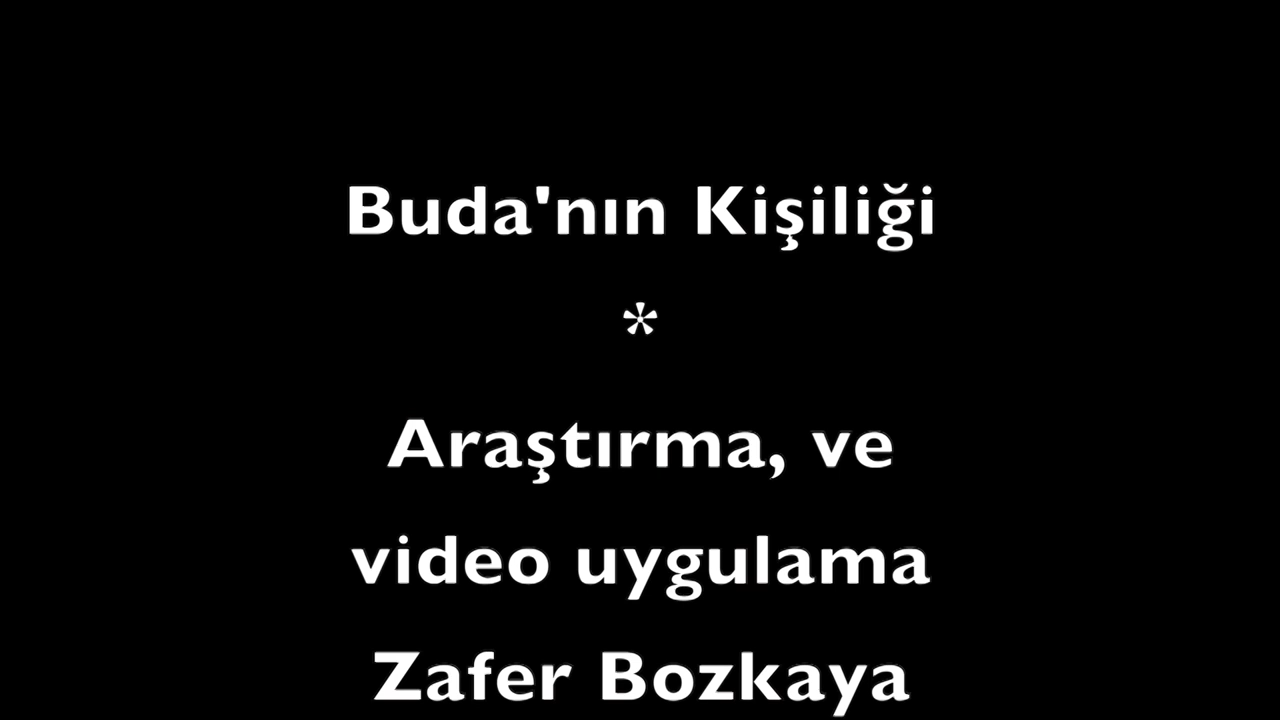 Buda'nın Kişiliği
*
Araştırma, ve
video uygulama
Zafer Bozkaya